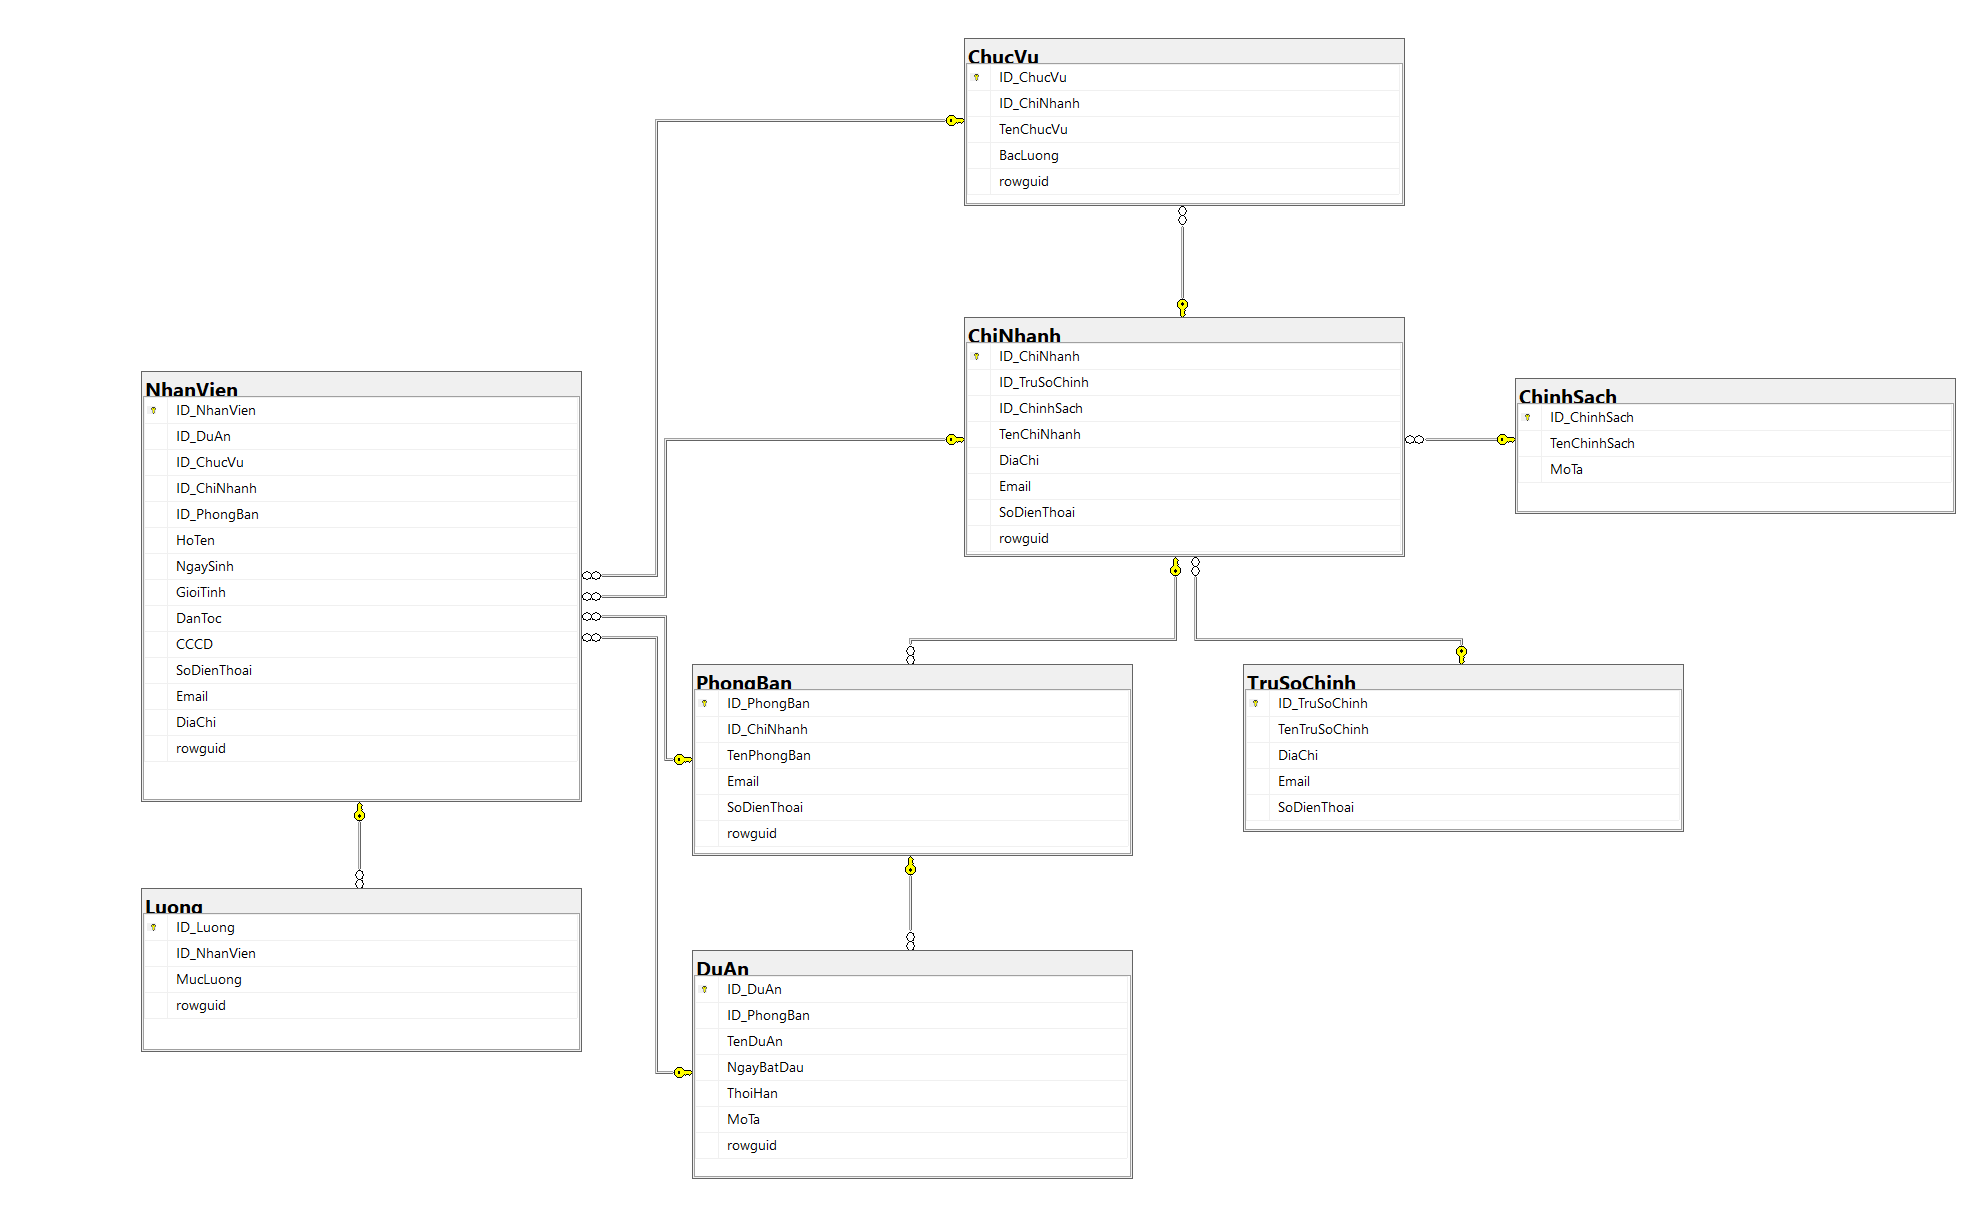 ChucVu
ID_ChucVu
ID_ChiNhanh
TenChucVu
BacLuong
rowguid
ChiNhanh
ID_ChiNhanh
ID_TruSoChinh
ID_ChinhSach
TenChiNhanh
DiaChi
Email
SoDienThoai
rowguid
ChinhSach
ID_ChinhSach
TenChinhSach
MoTa
NhanVien
ID_NhanVien
ID_DuAn
ID_ChucVu
ID_ChiNhanh
ID_PhongBan
HoTen
NgaySinh
GioiTinh
DanToc
CCCD
SoDienThoai
Email
DiaChi
rowguid
PhongBan
ID_PhongBan
ID_ChiNhanh
TenPhongBan
Email
SoDienThoai
rowguid
TruSoChinh
ID_TruSoChinh
TenTruSoChinh
DiaChi
Email
SoDienThoai
Luong
ID_Luong
ID_NhanVien
MucLuong
rowguid
DuAn
ID_DuAn
ID_PhongBan
TenDuAn
NgayBatDau
ThoiHan
MoTa
rowguid